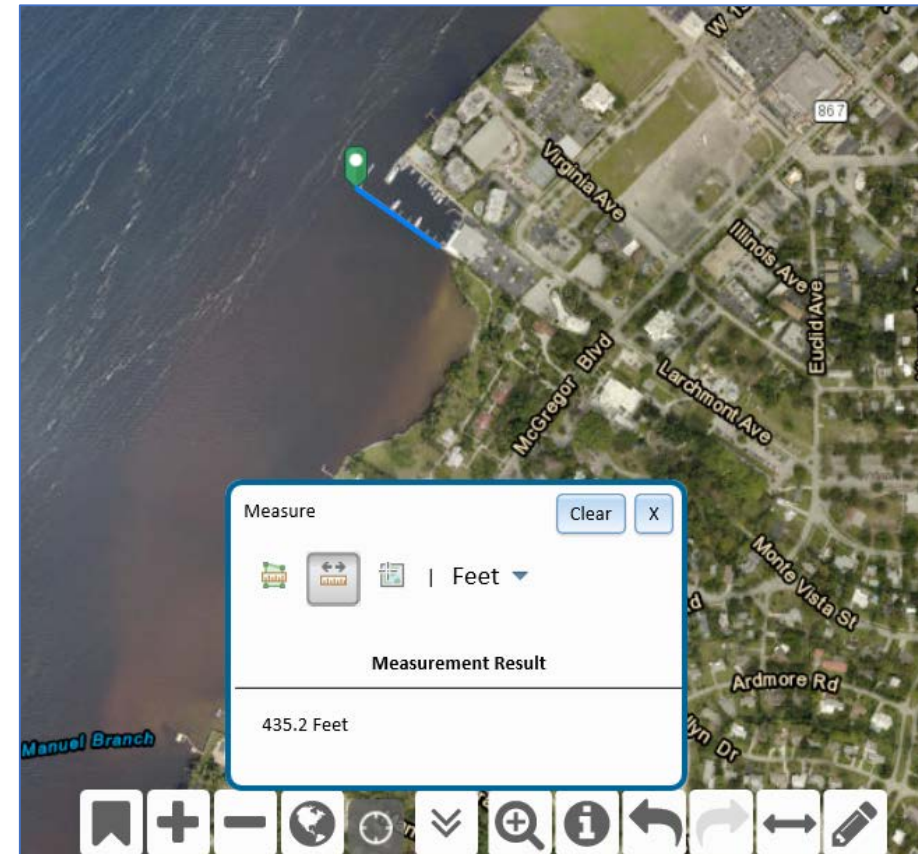 867
Virginia Ave
Illinois Ave
Euclid Ave
McGregor Blvd
Larchmont Ave
Measure
Clear
X
| Feet
Measurement Result
435.2 Feet
Monte Vista St
Ardmore Rd
Manuel Branch
Dr